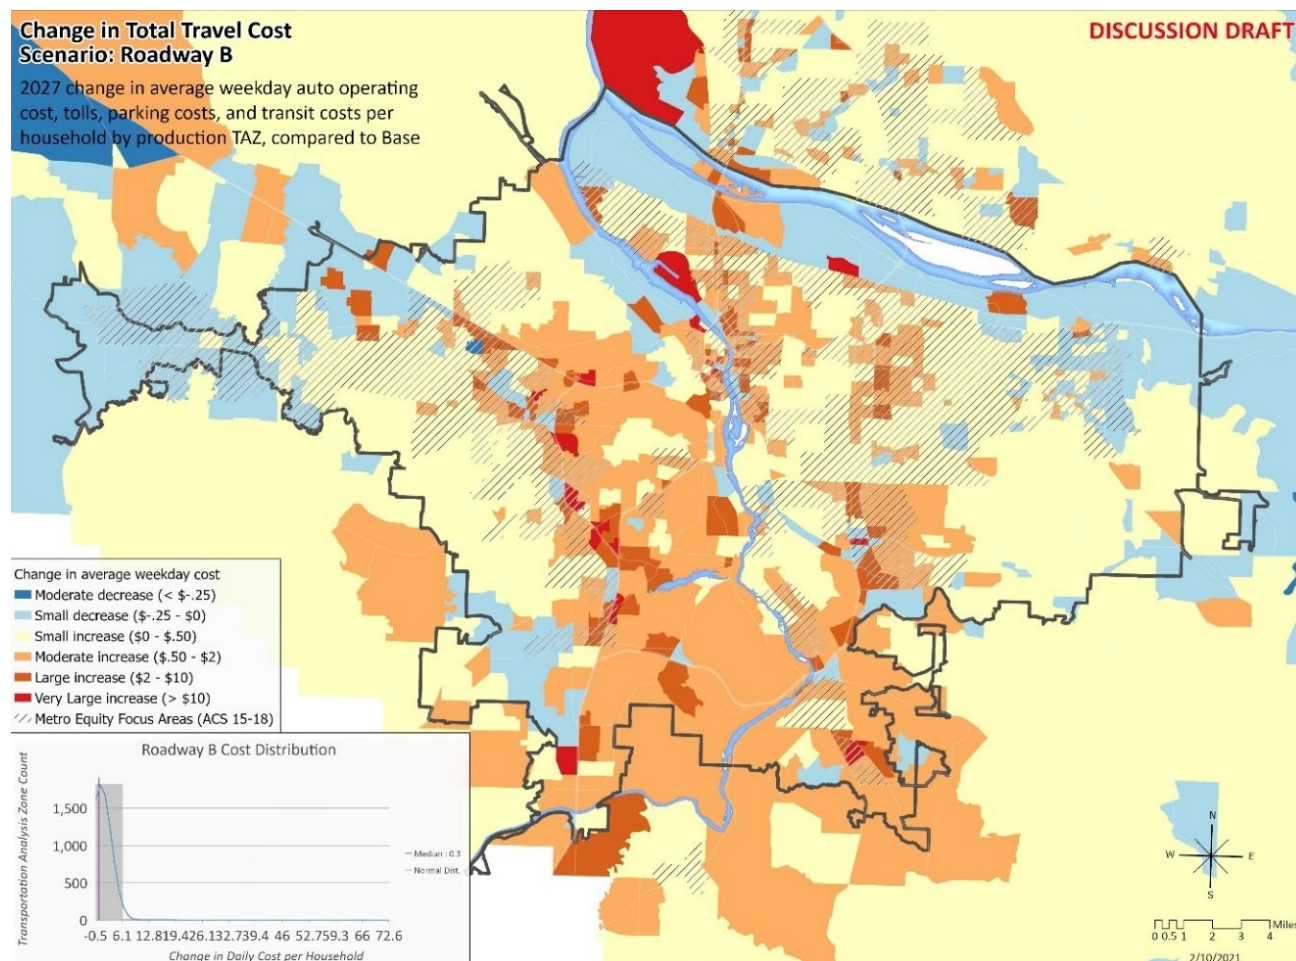 Change in Total Travel Cost
Scenario: Roadway B
DISCUSSION DRAFT
2027 change in average weekday auto operating
cost, tolls, parking costs, and transit costs per
household by production TAZ, compared to Base
Change in average weekday cost
Moderate decrease (< $-.25)
Small decrease ($-.25 - $0)
Small increase ($0 - $.50)
Moderate increase ($.50 - $2)
Large increase ($2 - $10)
Very Large increase (> $10)
Metro Equity Focus Areas (ACS 15-18)
Roadway B Cost Distribution
Transportation Analysis Zone Count
1,500
1,000
500
0
Median : 0.3
Normal Dist.
-0.5 6.1 12.819.426.132.739.4 46 52.759.3 66 72.6
Change in Daily Cost per Household
N
W E
S
0 0.5 1 2 3 4 Miles
2/10/2021